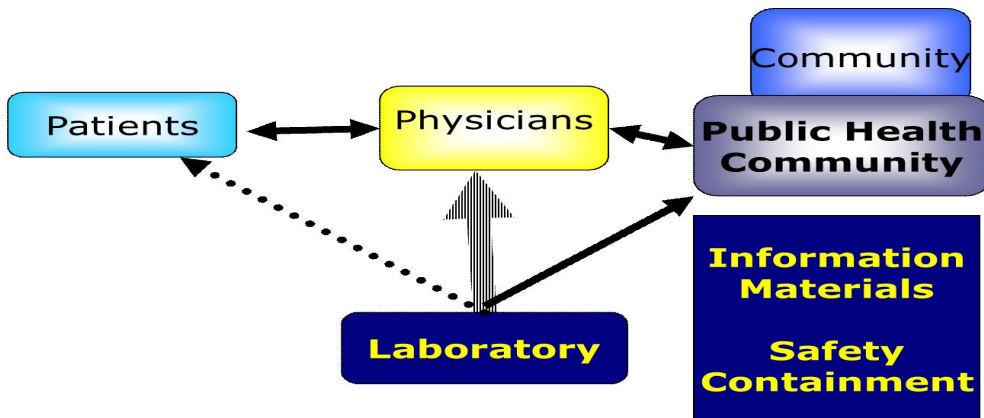 Community
Patients
Physicians
Public Health
Community
Information
Materials
Safety
Containment
Laboratory